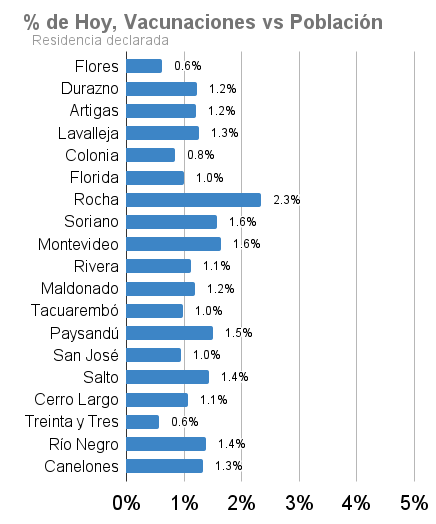 % de Hoy, Vacunaciones vs Población
Residencia declarada
Flores 0.6%
Durazno 1.2%
Artigas 1.2%
Lavalleja 1.3%
Colonia 0.8%
Florida 1.0%
Rocha 2.3%
Soriano 1.6%
Montevideo 1.6%
Rivera 1.1%
Maldonado 1.2%
Tacuarembó 1.0%
Paysandú 1.5%
San José 1.0%
Salto 1.4%
Cerro Largo 1.1%
Treinta y Tres 0.6%
Río Negro 1.4%
Canelones 1.3%
0% 1% 2% 3% 4% 5%